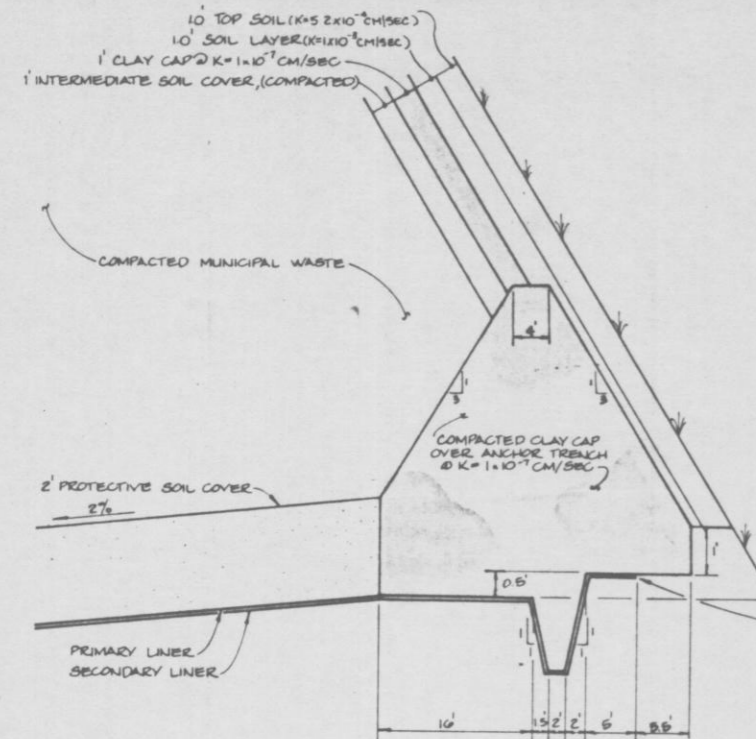 1.0' TOP SOIL (K=5.2x10⁻⁴ CM/SEC)
1.0' SOIL LAYER (K=1x10⁻³ CM/SEC)
1' CLAY CAP @ K= 1x10⁻⁷ CM/SEC
1' INTERMEDIATE SOIL COVER, (COMPACTED)
COMPACTED MUNICIPAL WASTE
4'
1
3
1
3
COMPACTED CLAY CAP
OVER ANCHOR TRENCH
@ K= 1x10⁻⁷ CM/SEC
2' PROTECTIVE SOIL COVER
2%
1'
0.5'
PRIMARY LINER
SECONDARY LINER
1
1
1
1
16'
1.5'
2'
2'
5'
5.5'